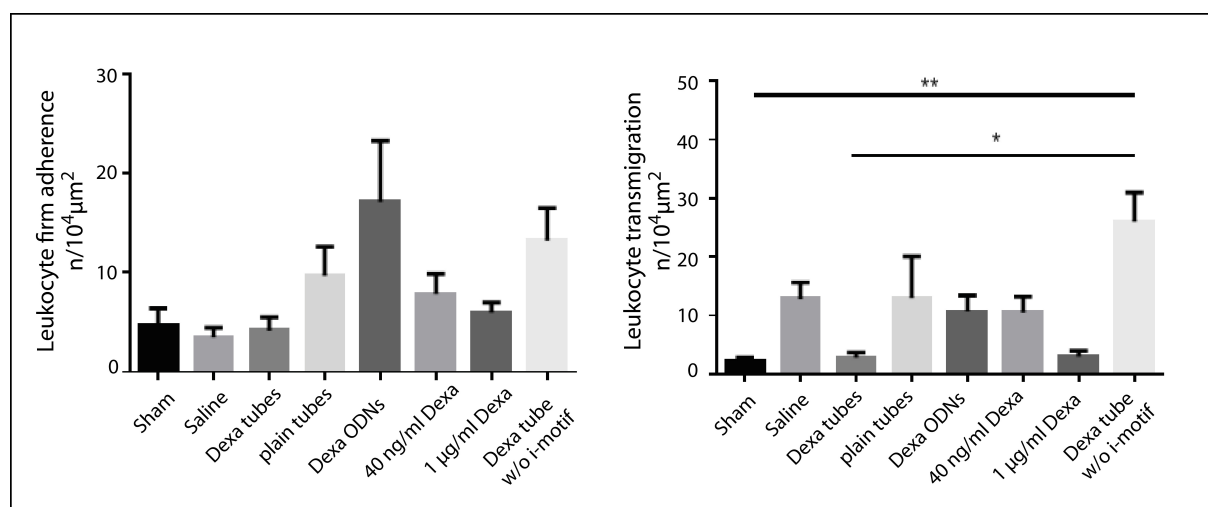 Leukocyte firm adherence
n/10⁴µm²
30
20
10
0
Sham
Saline
Dexa tubes
plain tubes
Dexa ODNs
40 ng/ml Dexa
1 µg/ml Dexa
Dexa tube
w/o i-motif
Leukocyte transmigration
n/10⁴µm²
50
40
30
20
10
0
**
*
Sham
Saline
Dexa tubes
plain tubes
Dexa ODNs
40 ng/ml Dexa
1 µg/ml Dexa
Dexa tube
w/o i-motif